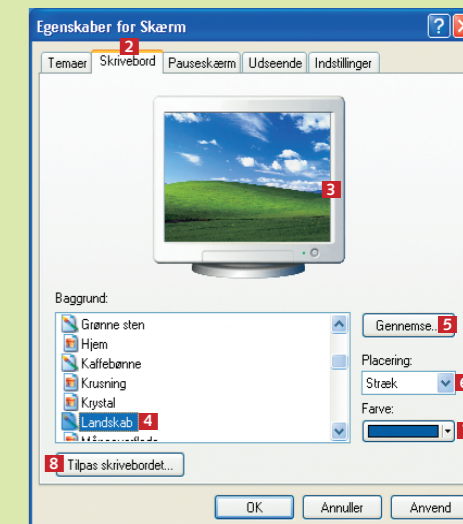 Egenskaber for Skærm
2
Temaer Skrivebord Pauseskærm Udseende Indstillinger
3
Baggrund:
Grønne sten
Hjem
Kaffebønne
Krusning
Krystal
Landskab 4
Gennemse... 5
Placering:
Stræk 6
Farve:
8 Tilpas skrivebordet...
OK Annuller Anvend